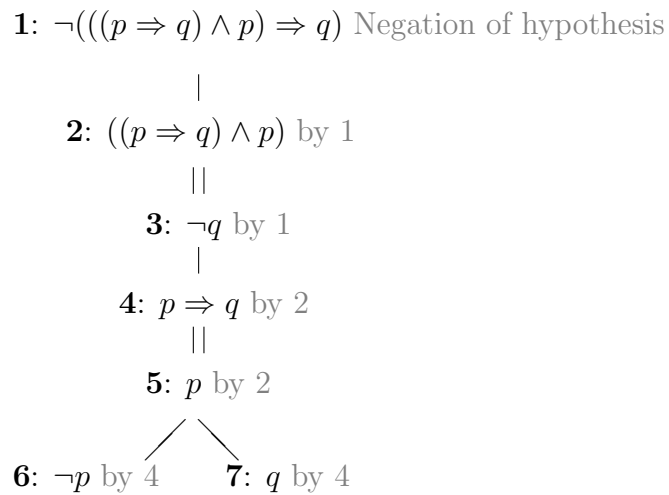 1: ¬(((p ⇒ q) ∧ p) ⇒ q) Negation of hypothesis
2: ((p ⇒ q) ∧ p) by 1
3: ¬q by 1
4: p ⇒ q by 2
5: p by 2
6: ¬p by 4 7: q by 4